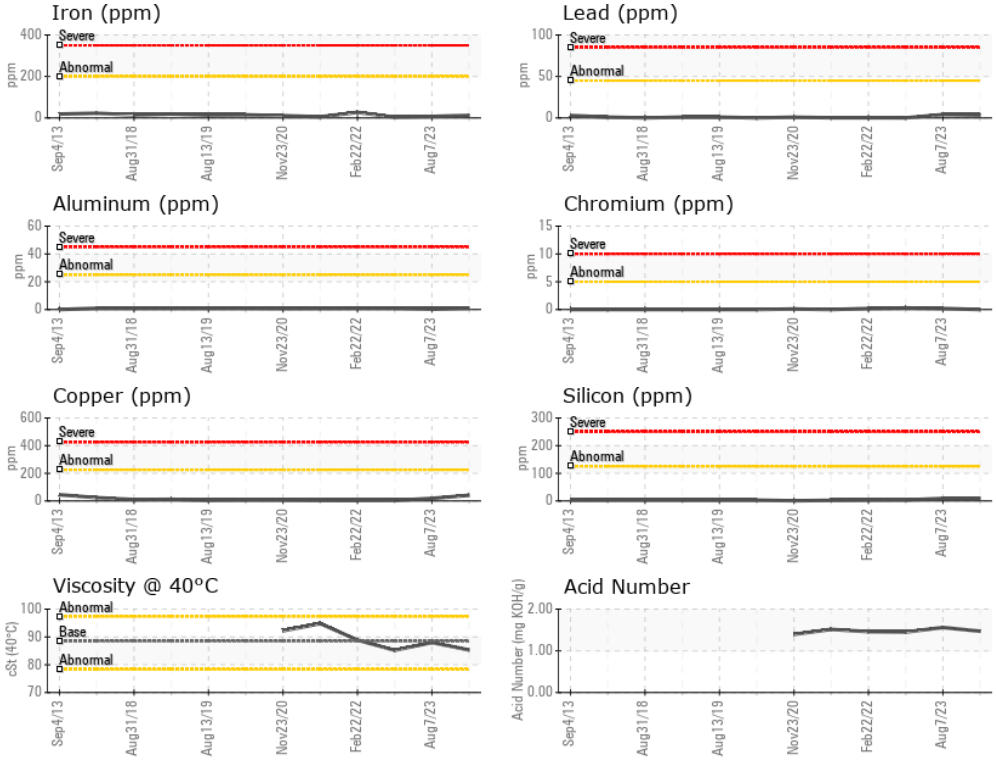 Iron (ppm)
400
200
0
ppm
Severe
Abnormal
Sep4/13
Aug31/18
Aug13/19
Nov23/20
Feb22/22
Aug7/23
Lead (ppm)
100
50
0
ppm
Severe
Abnormal
Sep4/13
Aug31/18
Aug13/19
Nov23/20
Feb22/22
Aug7/23
Aluminum (ppm)
60
40
20
0
ppm
Severe
Abnormal
Sep4/13
Aug31/18
Aug13/19
Nov23/20
Feb22/22
Aug7/23
Chromium (ppm)
15
10
5
0
ppm
Severe
Abnormal
Sep4/13
Aug31/18
Aug13/19
Nov23/20
Feb22/22
Aug7/23
Copper (ppm)
600
400
200
0
ppm
Severe
Abnormal
Sep4/13
Aug31/18
Aug13/19
Nov23/20
Feb22/22
Aug7/23
Silicon (ppm)
300
200
100
0
ppm
Severe
Abnormal
Sep4/13
Aug31/18
Aug13/19
Nov23/20
Feb22/22
Aug7/23
Viscosity @ 40°C
100
90
80
70
cSt (40°C)
Abnormal
Base
Abnormal
Sep4/13
Aug31/18
Aug13/19
Nov23/20
Feb22/22
Aug7/23
Acid Number
2.00
1.00
0.00
Acid Number (mg KOH/g)
Sep4/13
Aug31/18
Aug13/19
Nov23/20
Feb22/22
Aug7/23